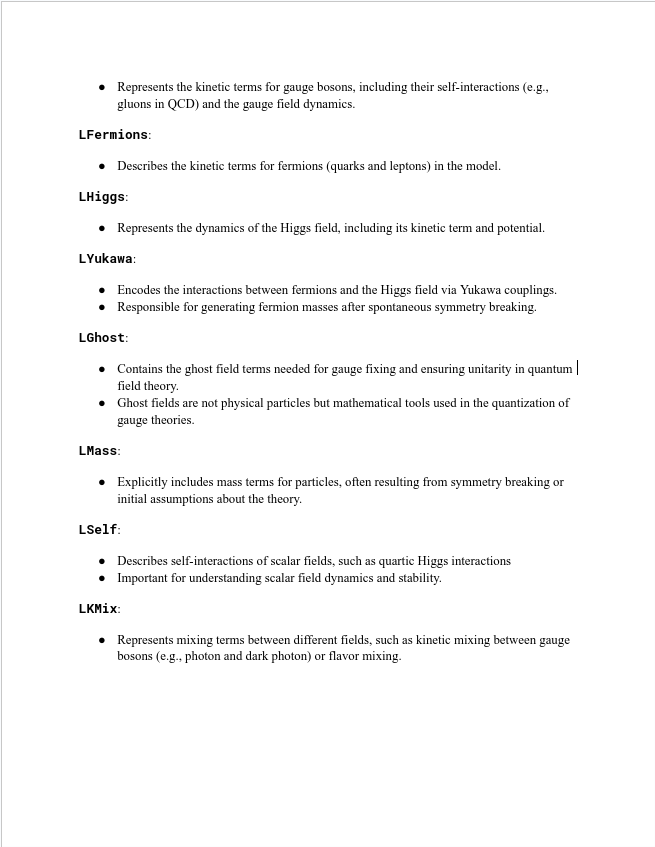 ● Represents the kinetic terms for gauge bosons, including their self-interactions (e.g.,
gluons in QCD) and the gauge field dynamics.
LFermions:
● Describes the kinetic terms for fermions (quarks and leptons) in the model.
LHiggs:
● Represents the dynamics of the Higgs field, including its kinetic term and potential.
LYukawa:
● Encodes the interactions between fermions and the Higgs field via Yukawa couplings.
● Responsible for generating fermion masses after spontaneous symmetry breaking.
LGhost:
● Contains the ghost field terms needed for gauge fixing and ensuring unitarity in quantum
field theory.
● Ghost fields are not physical particles but mathematical tools used in the quantization of
gauge theories.
LMass:
● Explicitly includes mass terms for particles, often resulting from symmetry breaking or
initial assumptions about the theory.
LSelf:
● Describes self-interactions of scalar fields, such as quartic Higgs interactions
● Important for understanding scalar field dynamics and stability.
LKMix:
● Represents mixing terms between different fields, such as kinetic mixing between gauge
bosons (e.g., photon and dark photon) or flavor mixing.